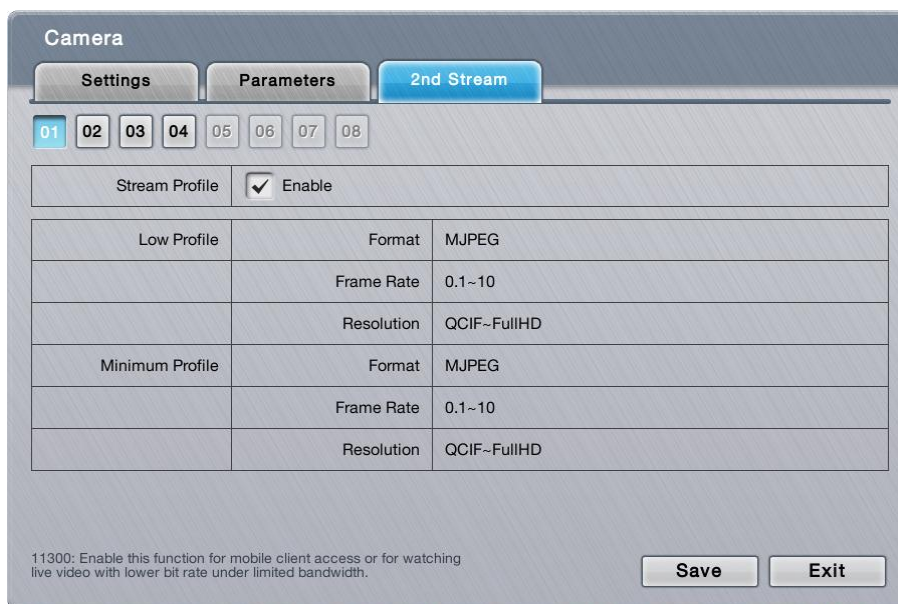 Camera
Settings Parameters 2nd Stream
01 02 03 04 05 06 07 08
Stream Profile Enable
Low Profile Format MJPEG
Frame Rate 0.1~10
Resolution QCIF~FullHD
Minimum Profile Format MJPEG
Frame Rate 0.1~10
Resolution QCIF~FullHD
11300: Enable this function for mobile client access or for watching
live video with lower bit rate under limited bandwidth.
Save Exit